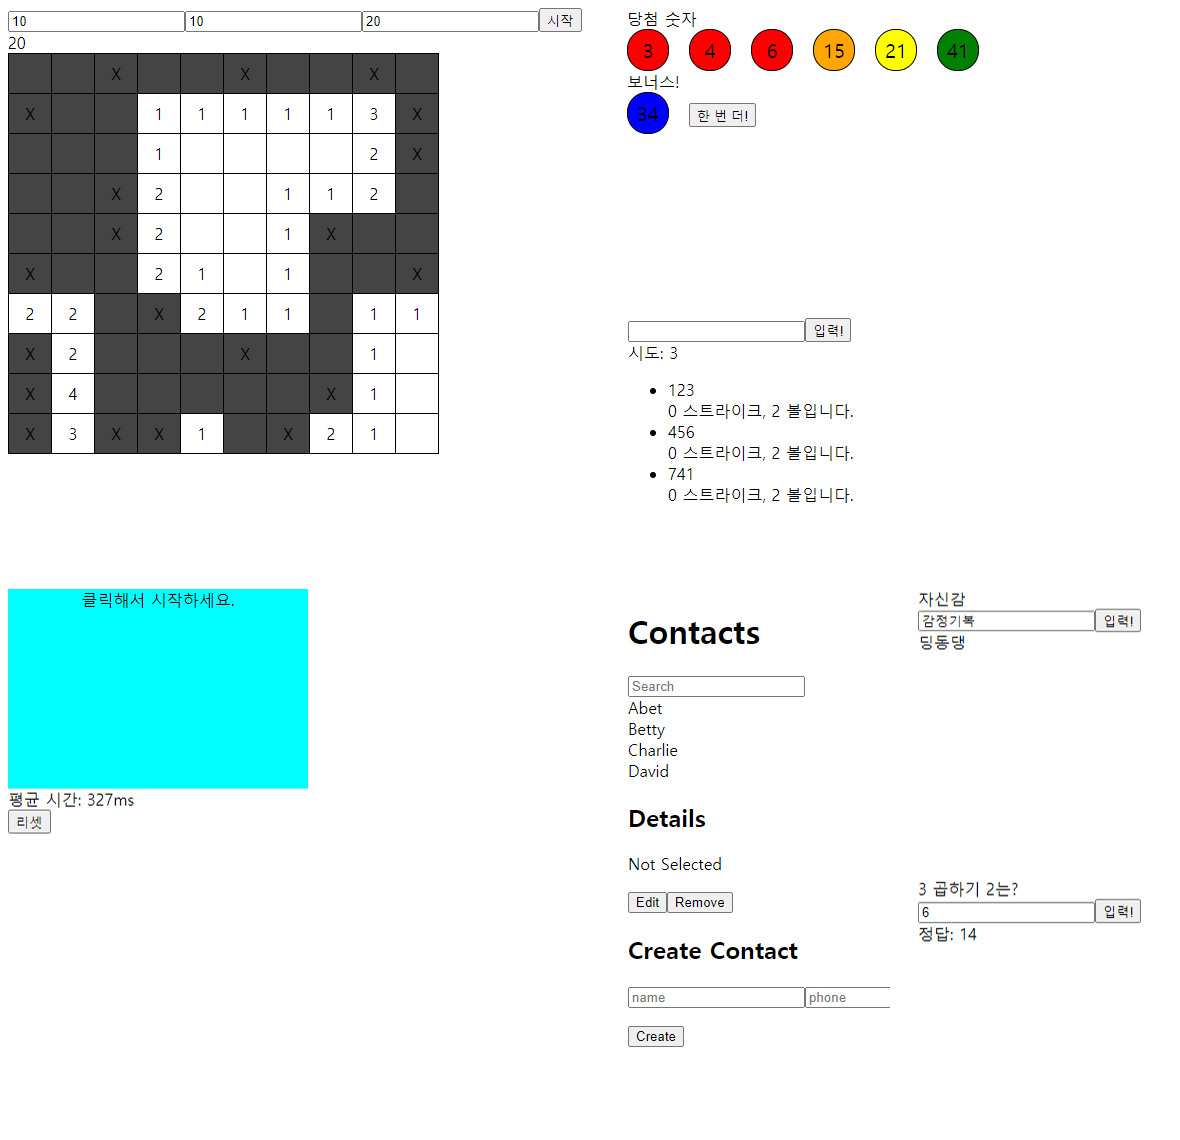 10 10 20 시작
20
X X X
X 1 1 1 1 1 3 X
1 2 X
X 2 1 1 2
X 2 1 X
X 2 1 1 X
2 2 X 2 1 1 1 1
X 2 X 1
X 4 X 1
X 3 X X 1 X 2 1
당첨 숫자
3 4 6 15 21 41
보너스!
34 한 번 더!
입력!
시도: 3
123
0 스트라이크, 2 볼입니다.
456
0 스트라이크, 2 볼입니다.
741
0 스트라이크, 2 볼입니다.
클릭해서 시작하세요.
평균 시간: 327ms
리셋
Contacts
Search
Abet
Betty
Charlie
David
Details
Not Selected
Edit Remove
Create Contact
name phone
Create
자신감
감정기복 입력!
딩동댕
3 곱하기 2는?
6 입력!
정답: 14